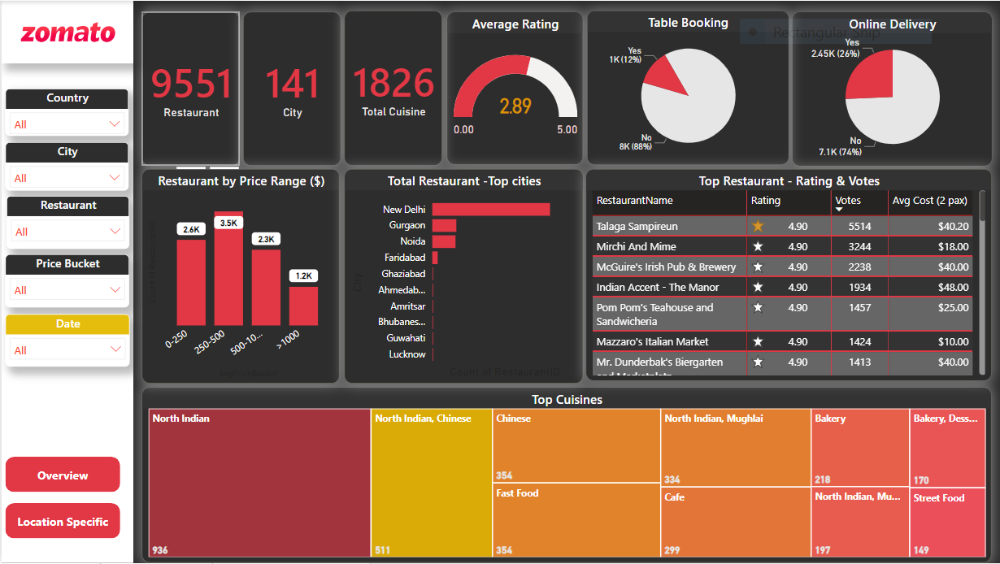 zomato
Country
All
City
All
Restaurant
All
Price Bucket
All
Date
All
Overview
Location Specific
9551
Restaurant
141
City
1826
Total Cuisine
Average Rating
2.89
0.00
5.00
Table Booking
Yes
1K (12%)
No
8K (88%)
Rectangular Snip
Online Delivery
Yes
2.45K (26%)
No
7.1K (74%)
Restaurant by Price Range ($)
2.6K
3.5K
2.3K
1.2K
0-250
250-500
500-10...
>1000
AvgPriceBucket
Total Restaurant -Top cities
City
New Delhi
Gurgaon
Noida
Faridabad
Ghaziabad
Ahmedab...
Amritsar
Bhubanes...
Guwahati
Lucknow
Count of RestaurantID
Top Restaurant - Rating & Votes
RestaurantName Rating Votes Avg Cost (2 pax)
Talaga Sampireun 4.90 5514 $40.20
Mirchi And Mime 4.90 3244 $18.00
McGuire's Irish Pub & Brewery 4.90 2238 $40.00
Indian Accent - The Manor 4.90 1934 $48.00
Pom Pom's Teahouse and 4.90 1457 $25.00
Sandwicheria
Mazzaro's Italian Market 4.90 1424 $10.00
Mr. Dunderbak's Biergarten 4.90 1413 $40.00
and Marketplatz
Top Cuisines
North Indian
936
North Indian, Chinese
511
Chinese
354
Fast Food
354
North Indian, Mughlai
334
Cafe
299
Bakery
218
North Indian, Mu...
197
Bakery, Dess...
170
Street Food
149